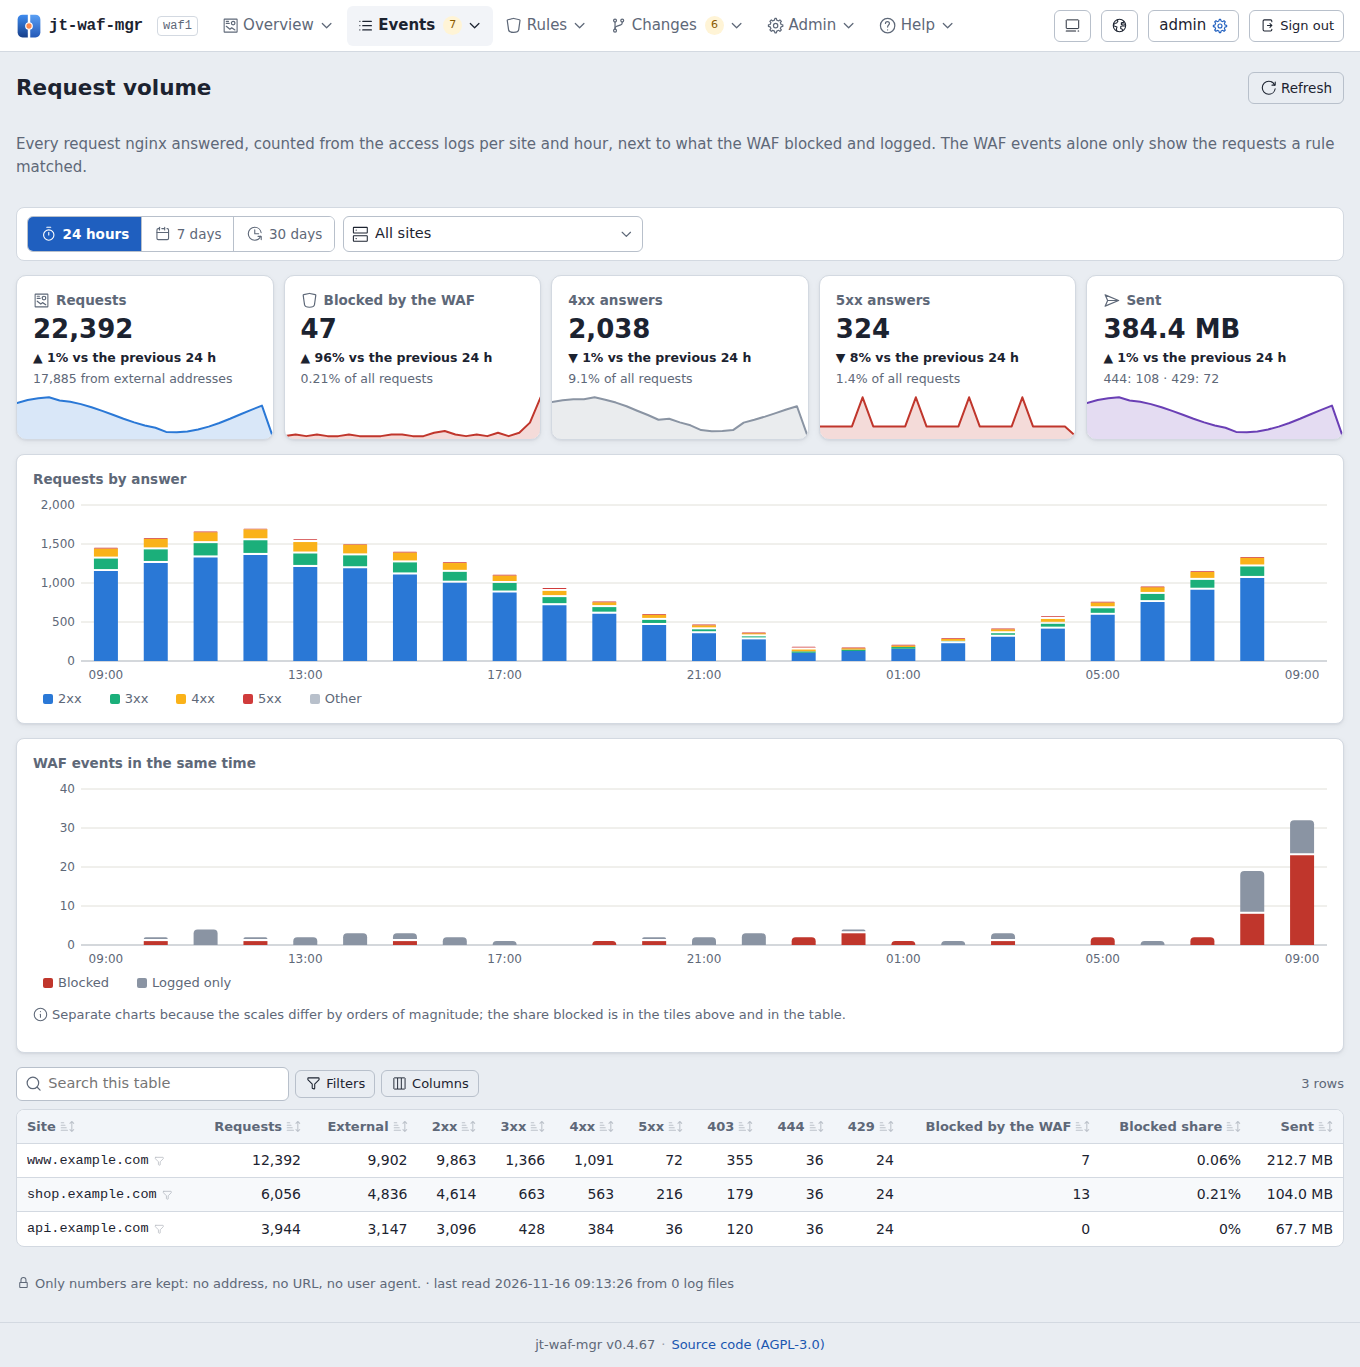 jt-waf-mgr waf1 Overview Events 7 Rules Changes 6 Admin Help admin Sign out
Request volume
Refresh
Every request nginx answered, counted from the access logs per site and hour, next to what the WAF blocked and logged. The WAF events alone only show the requests a rule
matched.
24 hours 7 days 30 days All sites
Requests
22,392
▲ 1% vs the previous 24 h
17,885 from external addresses
Blocked by the WAF
47
▲ 96% vs the previous 24 h
0.21% of all requests
4xx answers
2,038
▼ 1% vs the previous 24 h
9.1% of all requests
5xx answers
324
▼ 8% vs the previous 24 h
1.4% of all requests
Sent
384.4 MB
▲ 1% vs the previous 24 h
444: 108 · 429: 72
Requests by answer
2,000
1,500
1,000
500
0
09:00 13:00 17:00 21:00 01:00 05:00 09:00
2xx 3xx 4xx 5xx Other
WAF events in the same time
40
30
20
10
0
09:00 13:00 17:00 21:00 01:00 05:00 09:00
Blocked Logged only
Separate charts because the scales differ by orders of magnitude; the share blocked is in the tiles above and in the table.
Search this table Filters Columns 3 rows
Site Requests External 2xx 3xx 4xx 5xx 403 444 429 Blocked by the WAF Blocked share Sent
www.example.com 12,392 9,902 9,863 1,366 1,091 72 355 36 24 7 0.06% 212.7 MB
shop.example.com 6,056 4,836 4,614 663 563 216 179 36 24 13 0.21% 104.0 MB
api.example.com 3,944 3,147 3,096 428 384 36 120 36 24 0 0% 67.7 MB
Only numbers are kept: no address, no URL, no user agent. · last read 2026-11-16 09:13:26 from 0 log files
jt-waf-mgr v0.4.67 · Source code (AGPL-3.0)